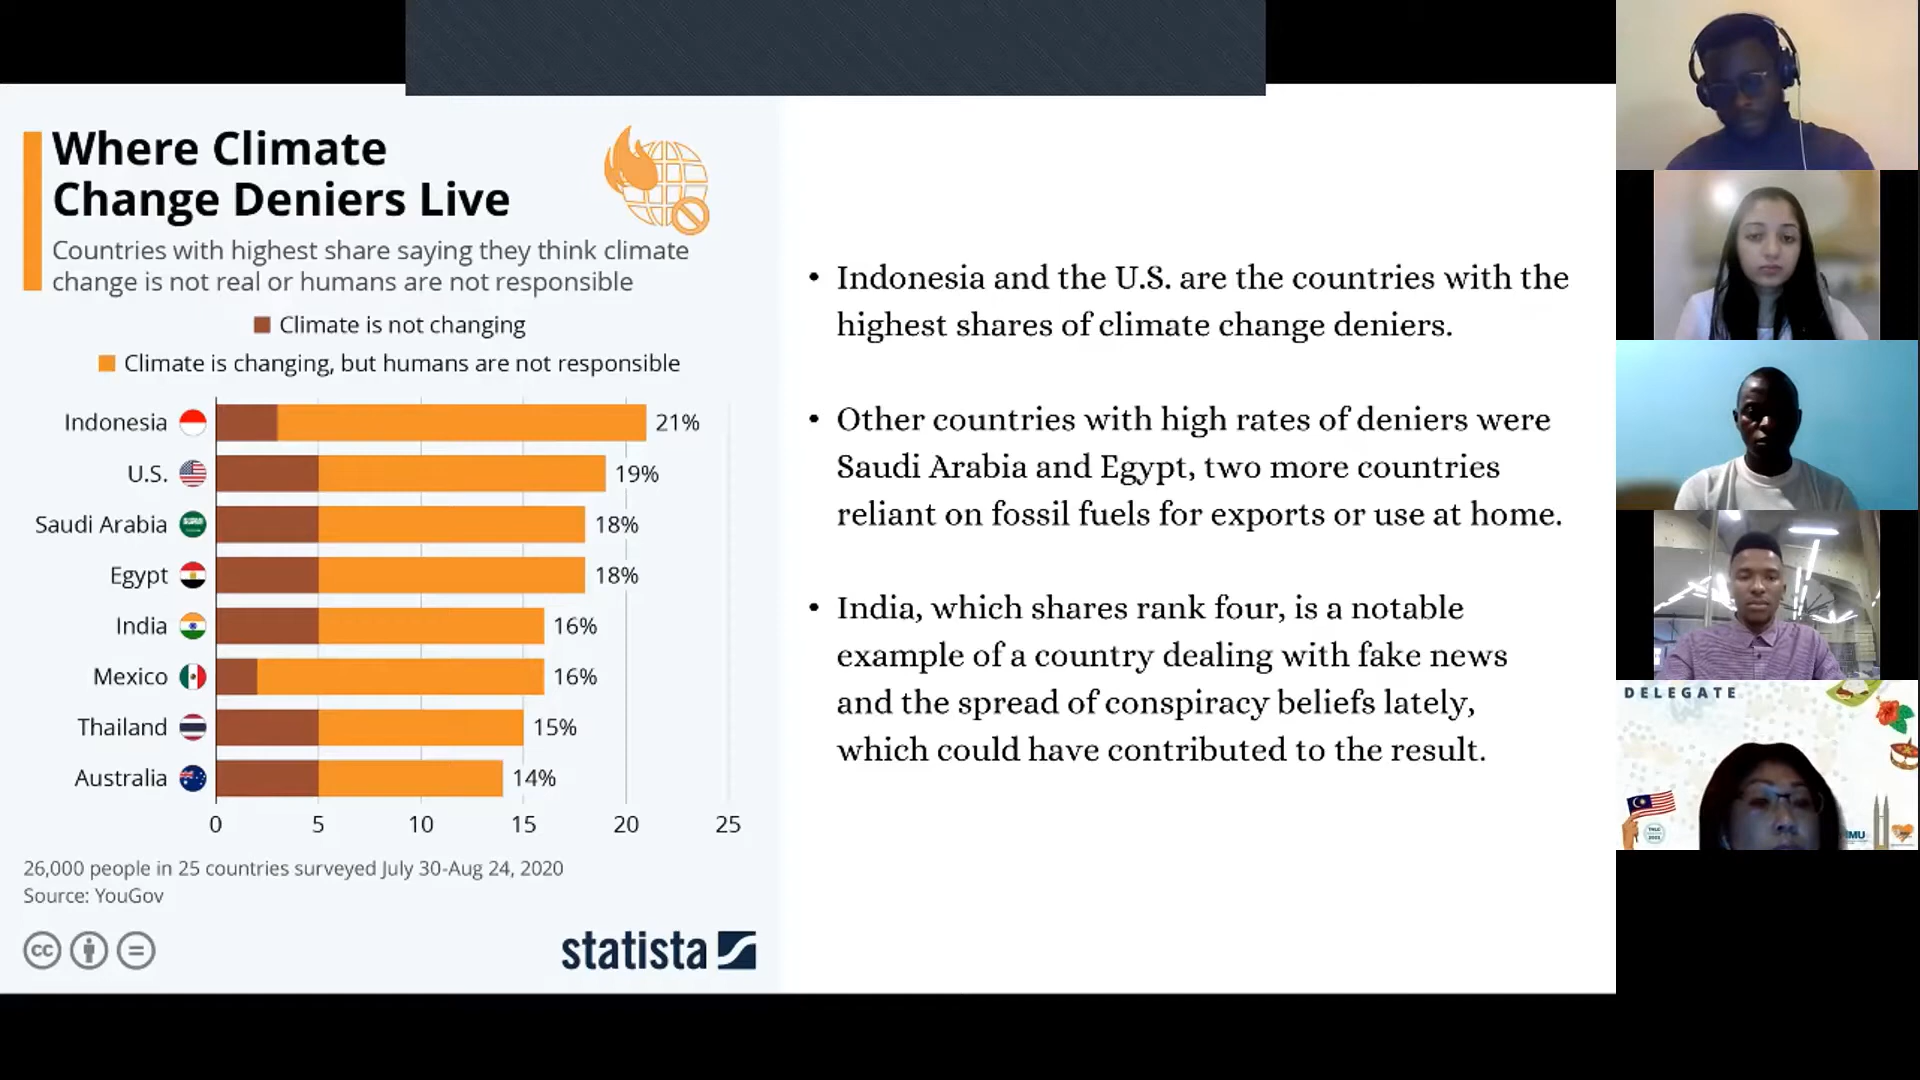 Where Climate
Change Deniers Live
Countries with highest share saying they think climate
change is not real or humans are not responsible
Climate is not changing
Climate is changing, but humans are not responsible
Indonesia 21%
U.S. 19%
Saudi Arabia 18%
Egypt 18%
India 16%
Mexico 16%
Thailand 15%
Australia 14%
0 5 10 15 20 25
26,000 people in 25 countries surveyed July 30-Aug 24, 2020
Source: YouGov
cc
statista
• Indonesia and the U.S. are the countries with the
highest shares of climate change deniers.
• Other countries with high rates of deniers were
Saudi Arabia and Egypt, two more countries
reliant on fossil fuels for exports or use at home.
• India, which shares rank four, is a notable
example of a country dealing with fake news
and the spread of conspiracy beliefs lately,
which could have contributed to the result.
DELEGATE